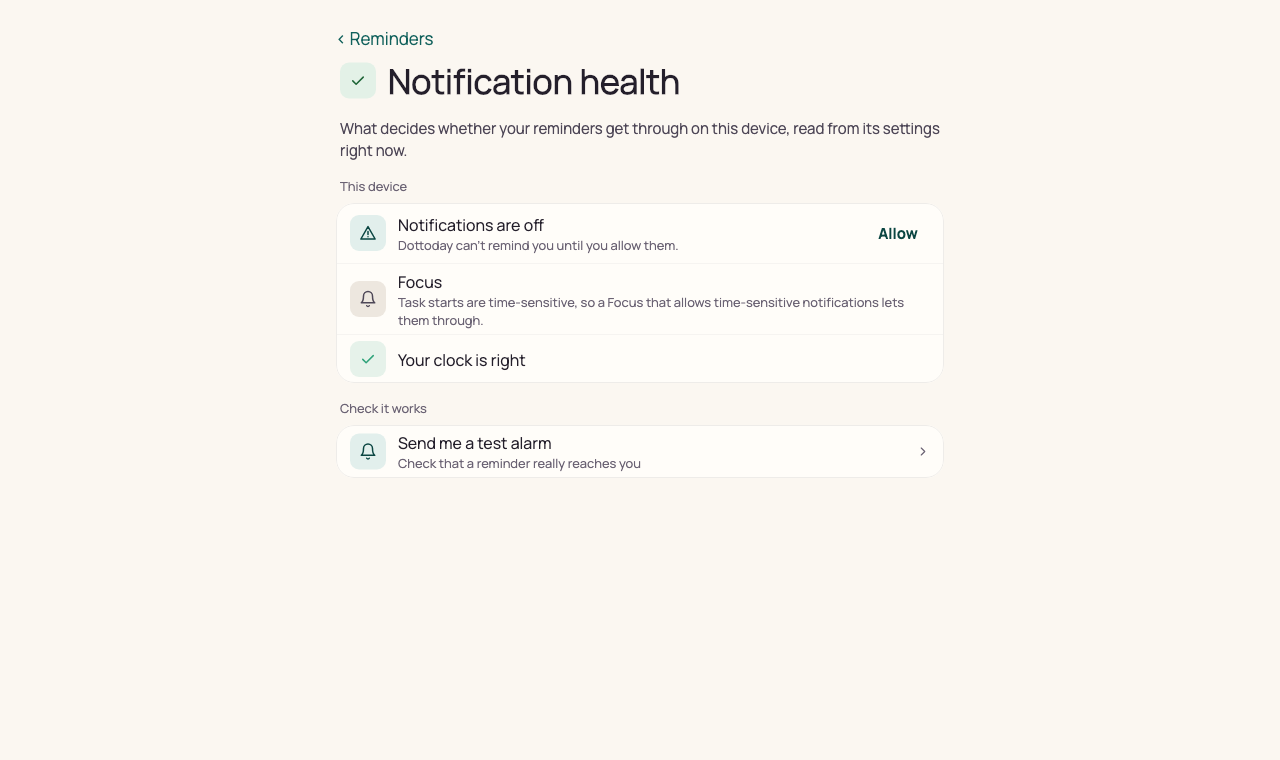 Reminders
Notification health
What decides whether your reminders get through on this device, read from its settings
right now.
This device
Notifications are off
Dottoday can't remind you until you allow them.
Allow
Focus
Task starts are time-sensitive, so a Focus that allows time-sensitive notifications lets
them through.
Your clock is right
Check it works
Send me a test alarm
Check that a reminder really reaches you